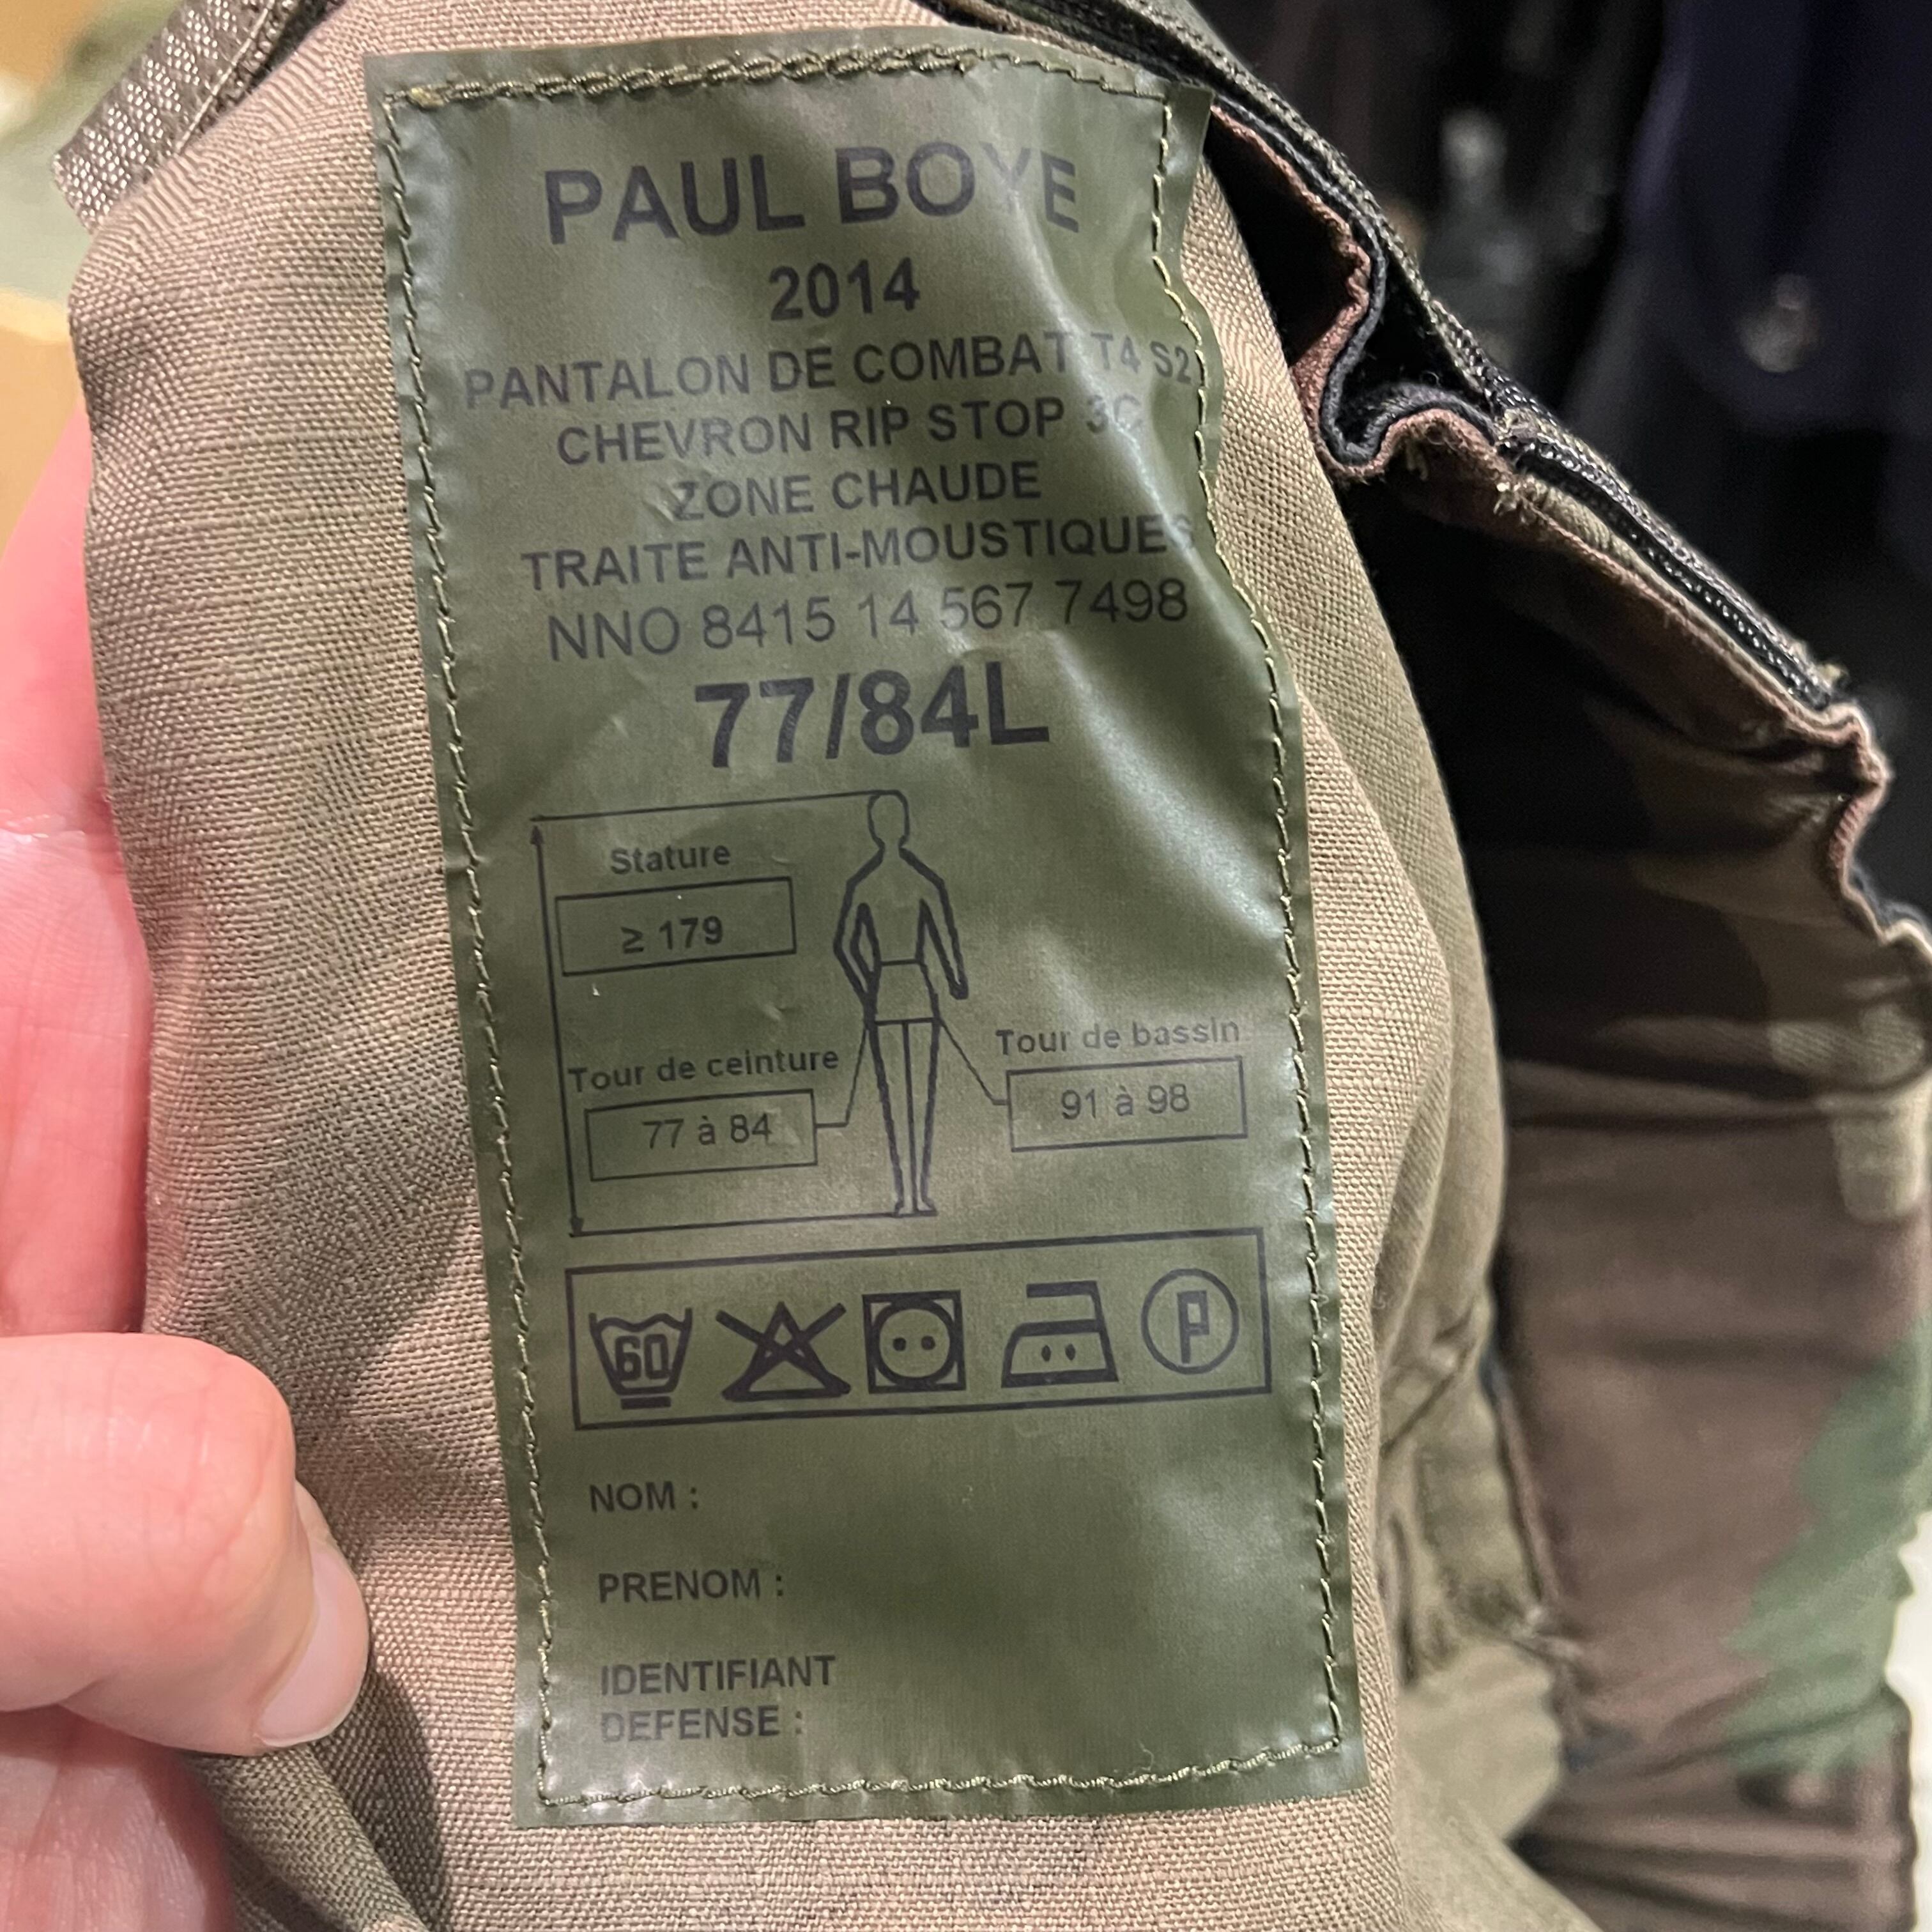 PAUL BOYE
2014
PANTALON DE COMBAT T4 S2
CHEVRON RIP STOP 3C
ZONE CHAUDE
TRAITE ANTI-MOUSTIQUES
NNO 8415 14 567 7498
77/84L
Stature
≥ 179
Tour de ceinture
77 à 84
Tour de bassin
91 à 98
60
P
NOM :
PRENOM :
IDENTIFIANT
DEFENSE :